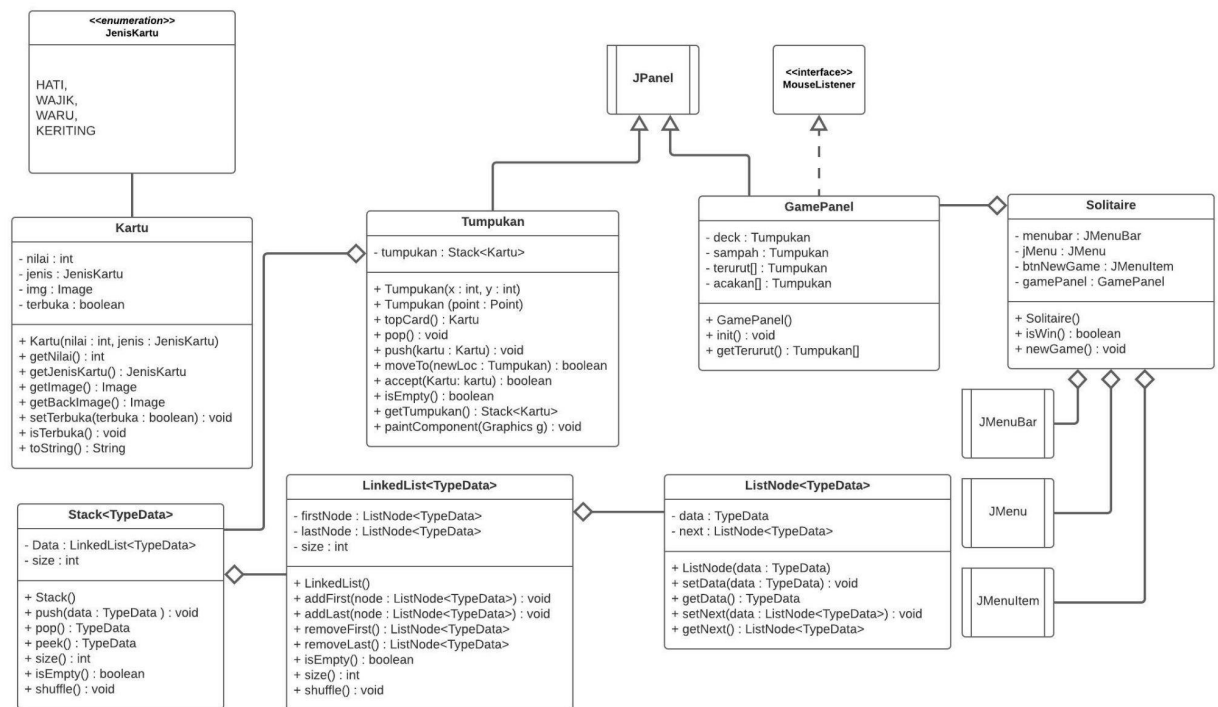 <<enumeration>>
JenisKartu
HATI,
WAJIK,
WARU,
KERITING
JPanel
<<interface>>
MouseListener
Kartu
- nilai : int
- jenis : JenisKartu
- img : Image
- terbuka : boolean
+ Kartu(nilai : int, jenis : JenisKartu)
+ getNilai() : int
+ getJenisKartu() : JenisKartu
+ getImage() : Image
+ getBackImage() : Image
+ setTerbuka(terbuka : boolean) : void
+ isTerbuka() : void
+ toString() : String
Tumpukan
- tumpukan : Stack<Kartu>
+ Tumpukan(x : int, y : int)
+ Tumpukan (point : Point)
+ topCard() : Kartu
+ pop() : void
+ push(kartu : Kartu) : void
+ moveTo(newLoc : Tumpukan) : boolean
+ accept(Kartu: kartu) : boolean
+ isEmpty() : boolean
+ getTumpukan() : Stack<Kartu>
+ paintComponent(Graphics g) : void
GamePanel
- deck : Tumpukan
- sampah : Tumpukan
- terurut[] : Tumpukan
- acakan[] : Tumpukan
+ GamePanel()
+ init() : void
+ getTerurut() : Tumpukan[]
Solitaire
- menubar : JMenuBar
- jMenu : JMenu
- btnNewGame : JMenuItem
- gamePanel : GamePanel
+ Solitaire()
+ isWin() : boolean
+ newGame() : void
JMenuBar
JMenu
JMenuItem
Stack<TypeData>
- Data : LinkedList<TypeData>
- size : int
+ Stack()
+ push(data : TypeData ) : void
+ pop() : TypeData
+ peek() : TypeData
+ size() : int
+ isEmpty() : boolean
+ shuffle() : void
LinkedList<TypeData>
- firstNode : ListNode<TypeData>
- lastNode : ListNode<TypeData>
- size : int
+ LinkedList()
+ addFirst(node : ListNode<TypeData>) : void
+ addLast(node : ListNode<TypeData>) : void
+ removeFirst() : ListNode<TypeData>
+ removeLast() : ListNode<TypeData>
+ isEmpty() : boolean
+ size() : int
+ shuffle() : void
ListNode<TypeData>
- data : TypeData
- next : ListNode<TypeData>
+ ListNode(data : TypeData)
+ setData(data : TypeData) : void
+ getData() : TypeData
+ setNext(data : ListNode<TypeData>) : void
+ getNext() : ListNode<TypeData>